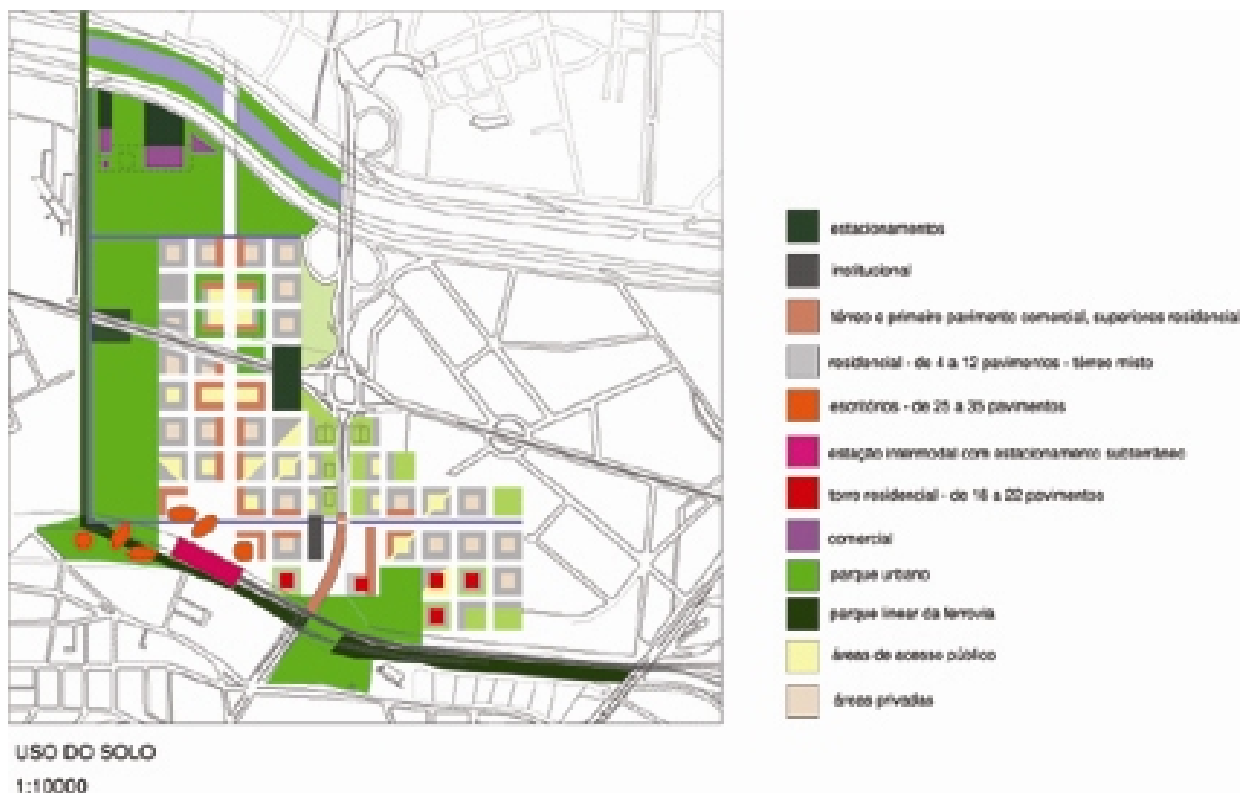 estacionamentos
institucional
térreo e primeiro pavimento comercial, superiores residencial
residencial - de 4 a 12 pavimentos - térreo misto
escritórios - de 25 a 35 pavimentos
estação intermodal com estacionamento subterrâneo
torre residencial - de 16 a 22 pavimentos
comercial
parque urbano
parque linear da ferrovia
áreas de acesso público
áreas privadas
USO DO SOLO
1:10000